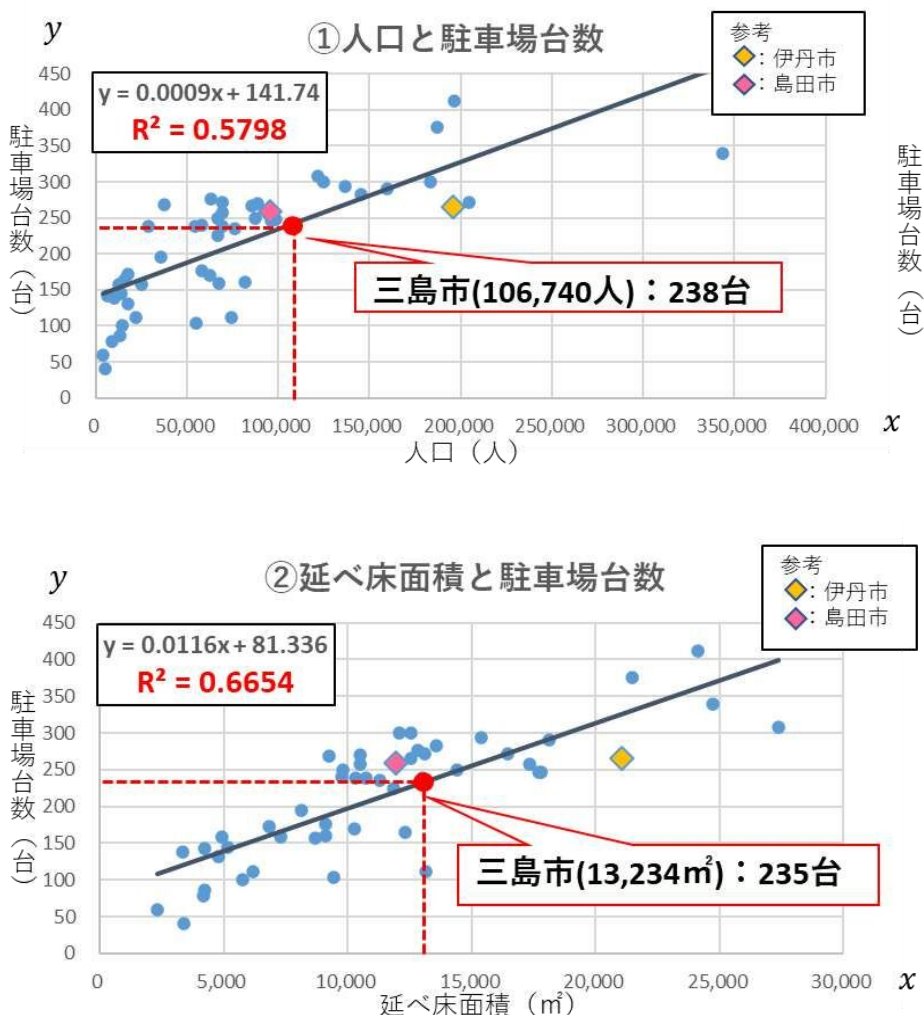 ①人口と駐車場台数
参考
◆：伊丹市
◆：島田市
y
y = 0.0009x + 141.74
R² = 0.5798
駐車場台数（台）
450
400
350
300
250
200
150
100
50
0
三島市(106,740人)：238台
0 50,000 100,000 150,000 200,000 250,000 300,000 350,000 400,000
x
人口（人）
駐車場台数（台）
②延べ床面積と駐車場台数
参考
◆：伊丹市
◆：島田市
y
y = 0.0116x + 81.336
R² = 0.6654
駐車場台数（台）
450
400
350
300
250
200
150
100
50
0
三島市(13,234㎡)：235台
0 5,000 10,000 15,000 20,000 25,000 30,000
x
延べ床面積（㎡）